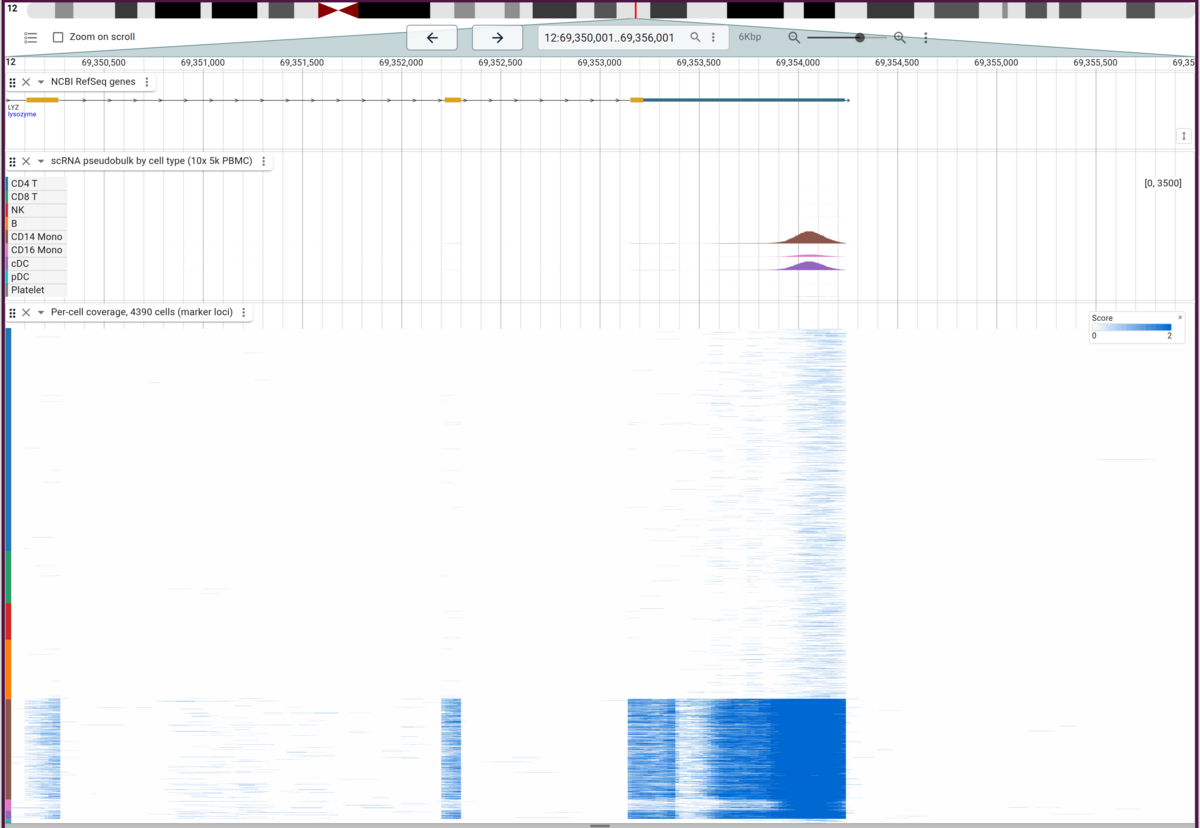 12
Zoom on scroll
12:69,350,001..69,356,001
6Kbp
12
69,350,500
69,351,000
69,351,500
69,352,000
69,352,500
69,353,000
69,353,500
69,354,000
69,354,500
69,355,000
69,355,500
69,35
NCBI RefSeq genes
LYZ
lysozyme
scRNA pseudobulk by cell type (10x 5k PBMC)
[0, 3500]
CD4 T
CD8 T
NK
B
CD14 Mono
CD16 Mono
cDC
pDC
Platelet
Per-cell coverage, 4390 cells (marker loci)
Score
0 2